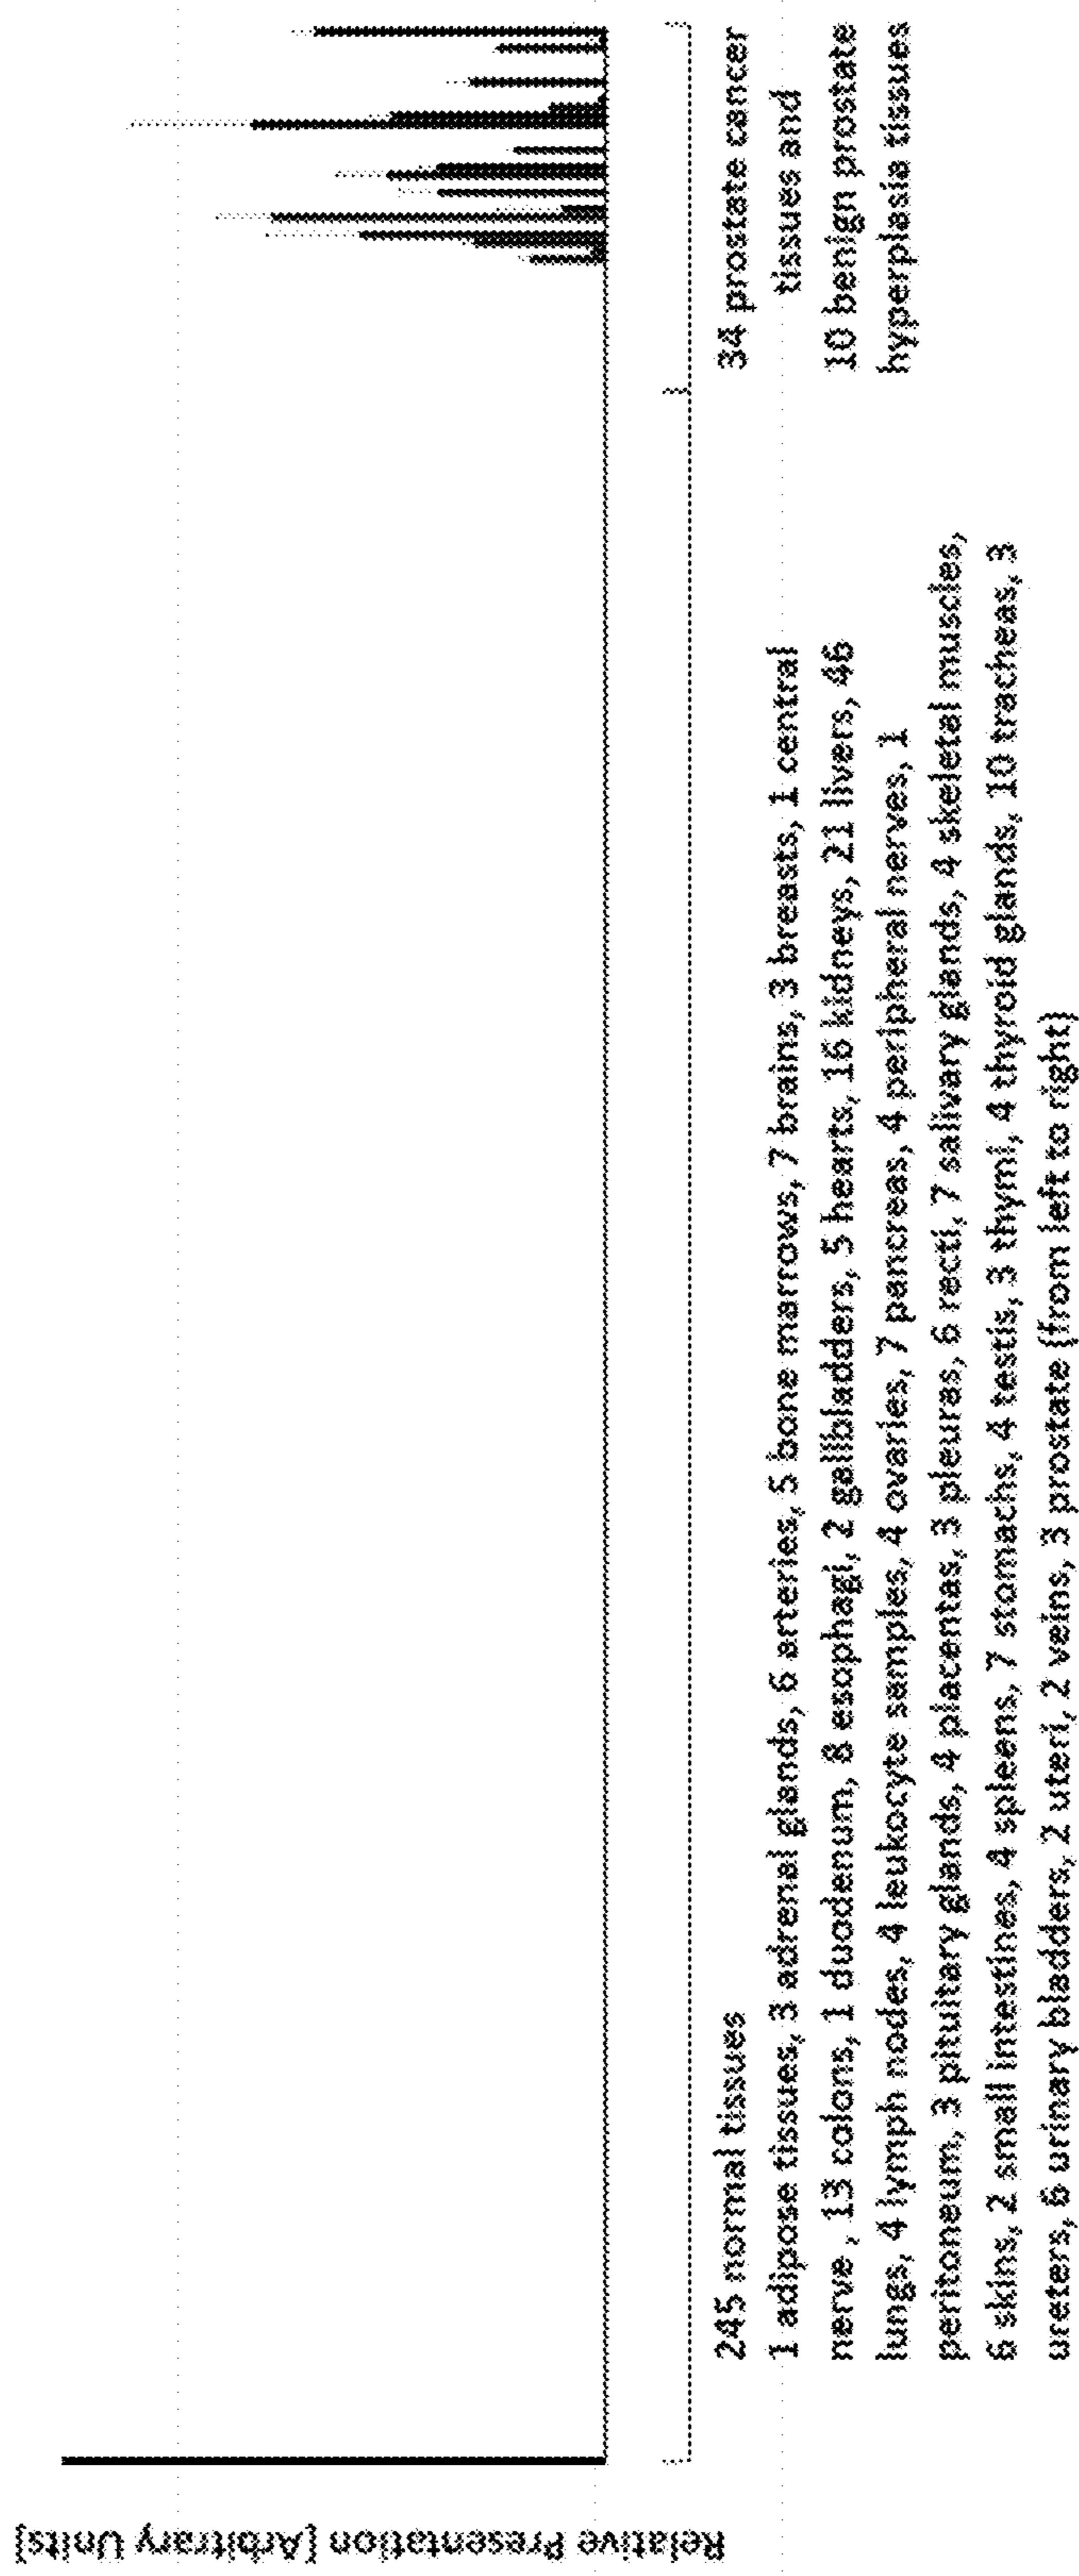 Relative Presentation [Arbitrary Units]
245 normal tissues
1 adipose tissues, 3 adrenal glands, 6 arteries, 5 bone marrows, 7 brains, 3 breasts, 1 central
nerve , 13 colons, 1 duodenum, 8 esophagi, 2 gallbladders, 5 hearts, 16 kidneys, 21 livers, 46
lungs, 4 lymph nodes, 4 leukocyte samples, 4 ovaries, 7 pancreas, 4 peripheral nerves, 1
peritoneum, 3 pituitary glands, 4 placentas, 3 pleuras, 6 recti, 7 salivary glands, 4 skeletal muscles,
6 skins, 2 small intestines, 4 spleens, 7 stomachs, 4 testis, 3 thymi, 4 thyroid glands, 10 tracheas, 3
ureters, 6 urinary bladders, 2 uteri, 2 veins, 3 prostate (from left to right)
34 prostate cancer
tissues and
10 benign prostate
hyperplasia tissues